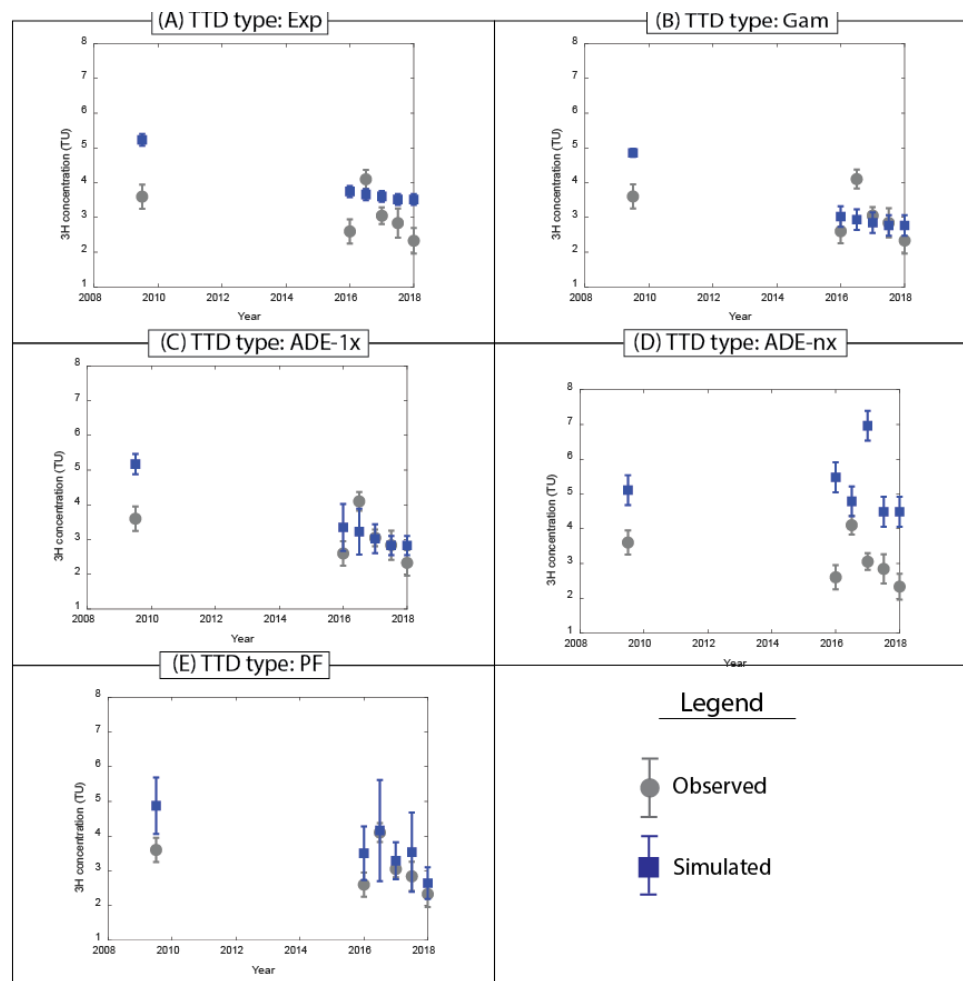 (A) TTD type: Exp
8
7
6
5
4
3
2
1
3H concentration (TU)
2008 2010 2012 2014 2016 2018
Year
(B) TTD type: Gam
8
7
6
5
4
3
2
1
3H concentration (TU)
2008 2010 2012 2014 2016 2018
Year
(C) TTD type: ADE-1x
8
7
6
5
4
3
2
1
3H concentration (TU)
2008 2010 2012 2014 2016 2018
Year
(D) TTD type: ADE-nx
8
7
6
5
4
3
2
1
3H concentration (TU)
2008 2010 2012 2014 2016 2018
Year
(E) TTD type: PF
8
7
6
5
4
3
2
1
3H concentration (TU)
2008 2010 2012 2014 2016 2018
Year
Legend
Observed
Simulated